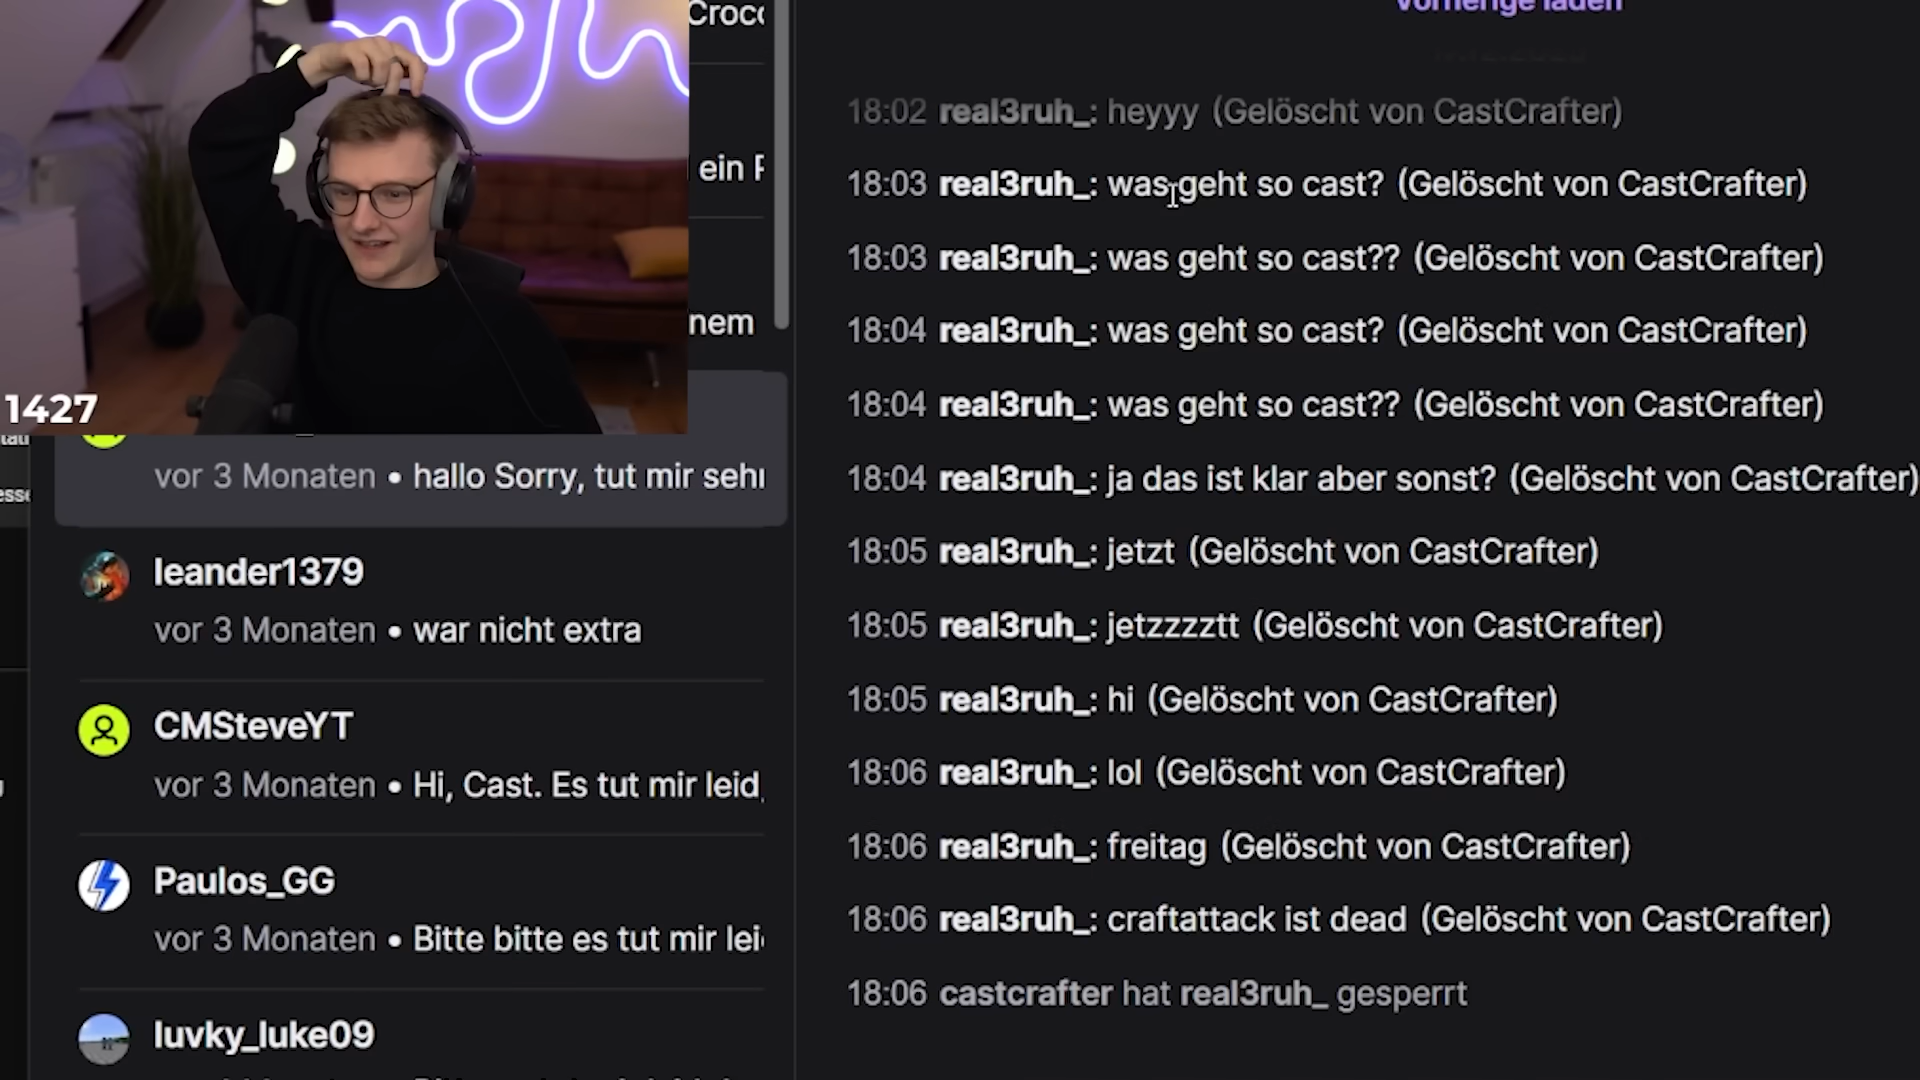 Vorherige laden
18:02 real3ruh_: heyyy (Gelöscht von CastCrafter)
18:03 real3ruh_: was geht so cast? (Gelöscht von CastCrafter)
18:03 real3ruh_: was geht so cast?? (Gelöscht von CastCrafter)
18:04 real3ruh_: was geht so cast? (Gelöscht von CastCrafter)
18:04 real3ruh_: was geht so cast?? (Gelöscht von CastCrafter)
18:04 real3ruh_: ja das ist klar aber sonst? (Gelöscht von CastCrafter)
18:05 real3ruh_: jetzt (Gelöscht von CastCrafter)
18:05 real3ruh_: jetzzzztt (Gelöscht von CastCrafter)
18:05 real3ruh_: hi (Gelöscht von CastCrafter)
18:06 real3ruh_: lol (Gelöscht von CastCrafter)
18:06 real3ruh_: freitag (Gelöscht von CastCrafter)
18:06 real3ruh_: craftattack ist dead (Gelöscht von CastCrafter)
18:06 castcrafter hat real3ruh_ gesperrt
Croc
ein
nem
1427
vor 3 Monaten • hallo Sorry, tut mir sehr
leander1379
vor 3 Monaten • war nicht extra
CMSteveYT
vor 3 Monaten • Hi, Cast. Es tut mir leid,
Paulos_GG
vor 3 Monaten • Bitte bitte es tut mir lei
luvky_luke09